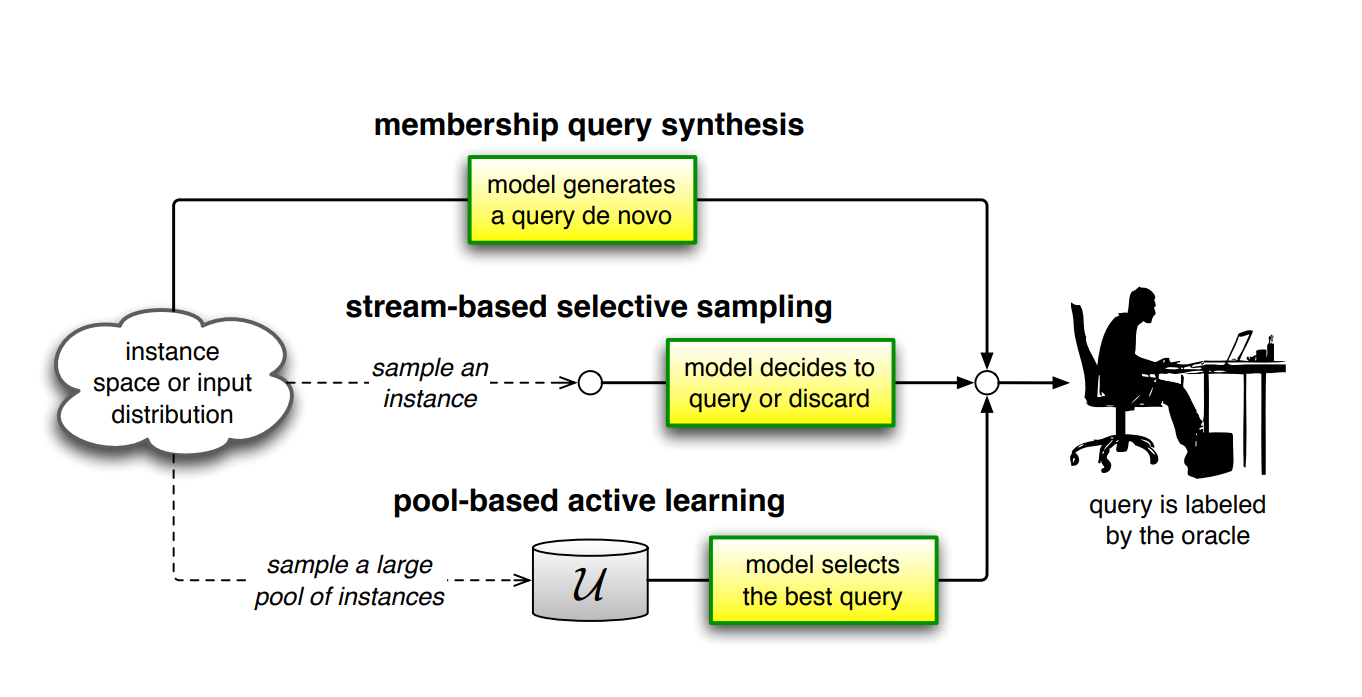 membership query synthesis
model generates
a query de novo
stream-based selective sampling
instance
space or input
distribution
sample an
instance
model decides to
query or discard
pool-based active learning
sample a large
pool of instances
U
model selects
the best query
query is labeled
by the oracle